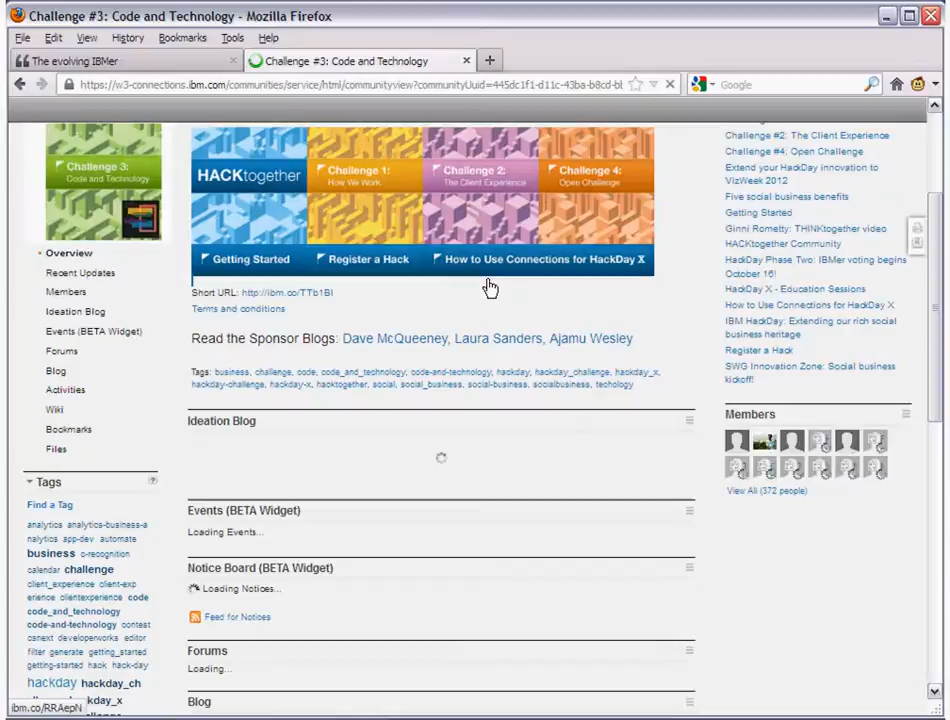 Challenge #3: Code and Technology - Mozilla Firefox
File Edit View History Bookmarks Tools Help
The evolving IBMer
Challenge #3: Code and Technology
https://w3-connections.ibm.com/communities/service/html/communityview?communityUuid=445dc1f1-d11c-43ba-b8cd-bt
Google
Challenge 3:
Code and Technology
HACKtogether
Challenge 1:
How We Work
Challenge 2:
The Client Experience
Challenge 4:
Open Challenge
Getting Started
Register a Hack
How to Use Connections for HackDay X
Short URL: http://ibm.co/TTb1BI
Terms and conditions
Read the Sponsor Blogs: Dave McQueeney, Laura Sanders, Ajamu Wesley
Tags: business, challenge, code, code_and_technology, code-and-technology, hackday, hackday_challenge, hackday_x,
hackday-challenge, hackday-x, hacktogether, social, social_business, social-business, socialbusiness, techology
Overview
Recent Updates
Members
Ideation Blog
Events (BETA Widget)
Forums
Blog
Activities
Wiki
Bookmarks
Files
Tags
?
Find a Tag
analytics analytics-business-a
nalytics app-dev automate
business c-recognition
calendar challenge
client_experience client-exp
erience clientexperience code
code_and_technology
code-and-technology contest
csnext developerworks editor
filter generate getting_started
getting-started hack hack-day
hackday hackday_ch
ckday_x
ibm.co/RRAepN
Ideation Blog
Events (BETA Widget)
Loading Events...
Notice Board (BETA Widget)
Loading Notices...
Feed for Notices
Forums
Loading...
Blog
Challenge #2: The Client Experience
Challenge #4: Open Challenge
Extend your HackDay innovation to
VizWeek 2012
Five social business benefits
Getting Started
Ginni Rometty: THINKtogether video
HACKtogether Community
HackDay Phase Two: IBMer voting begins
October 16!
HackDay X - Education Sessions
How to Use Connections for HackDay X
IBM HackDay: Extending our rich social
business heritage
Register a Hack
SWG Innovation Zone: Social business
kickoff!
Members
View All (372 people)